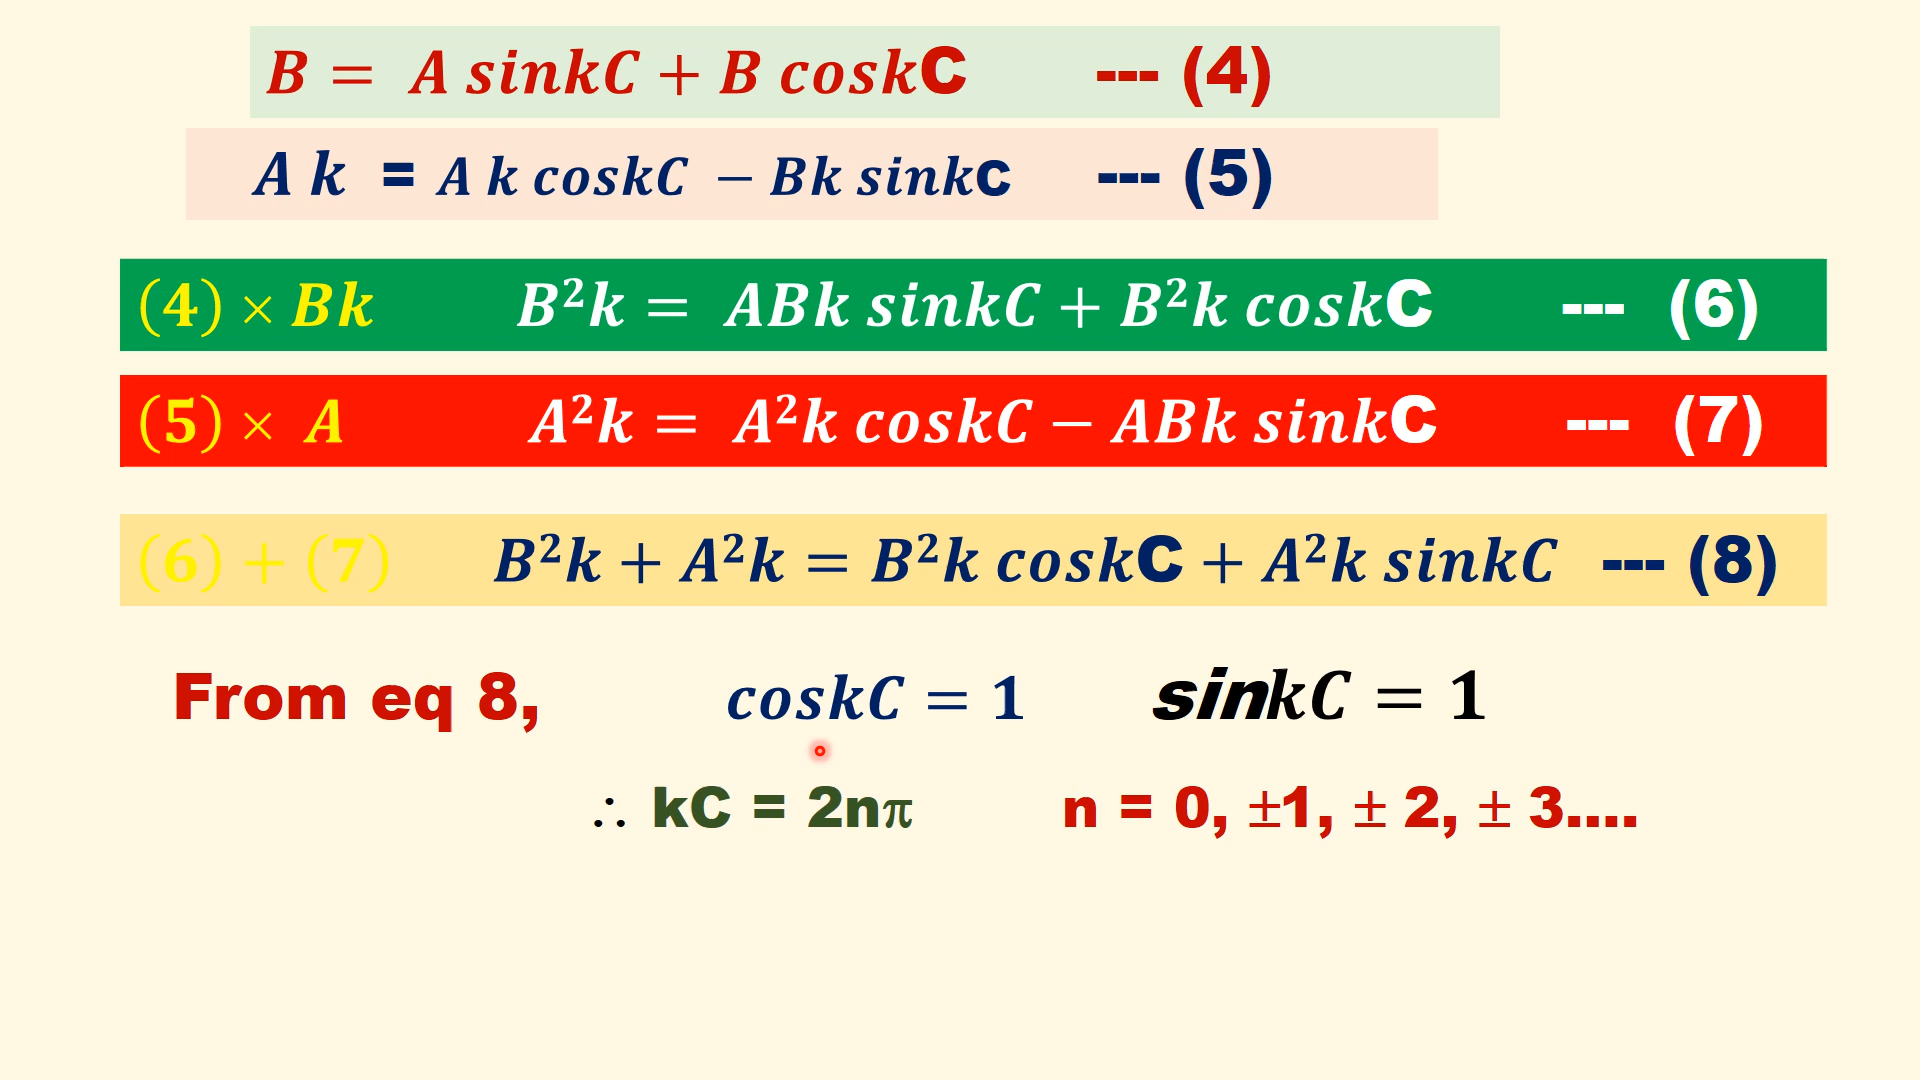 B = A sinkC + B coskC --- (4)
A k = A k coskC − Bk sinkC --- (5)
(4) × Bk B²k = ABk sinkC + B²k coskC --- (6)
(5) × A A²k = A²k coskC − ABk sinkC --- (7)
(6) + (7) B²k + A²k = B²k coskC + A²k sinkC --- (8)
From eq 8, coskC = 1 sinkC = 1
∴ kC = 2nπ n = 0, ±1, ± 2, ± 3....